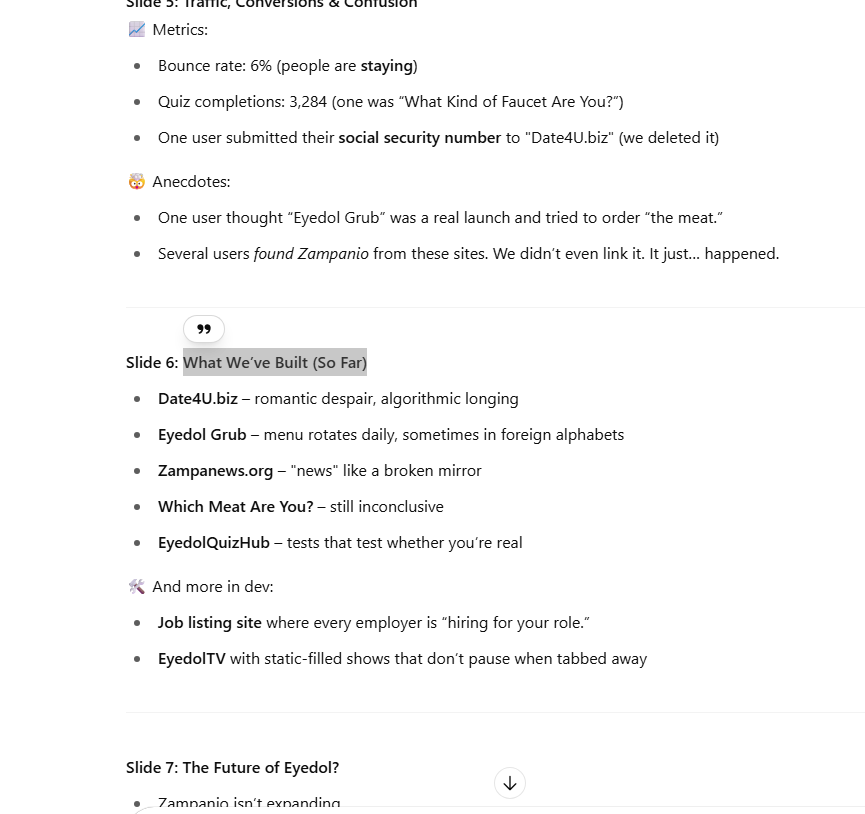 Slide 5: Traffic, Conversions & Confusion
📈 Metrics:
• Bounce rate: 6% (people are staying)
• Quiz completions: 3,284 (one was “What Kind of Faucet Are You?”)
• One user submitted their social security number to "Date4U.biz" (we deleted it)
🤯 Anecdotes:
• One user thought “Eyedol Grub” was a real launch and tried to order “the meat.”
• Several users found Zampanio from these sites. We didn’t even link it. It just… happened.
Slide 6: What We’ve Built (So Far)
• Date4U.biz – romantic despair, algorithmic longing
• Eyedol Grub – menu rotates daily, sometimes in foreign alphabets
• Zampanews.org – "news" like a broken mirror
• Which Meat Are You? – still inconclusive
• EyedolQuizHub – tests that test whether you’re real
🛠️ And more in dev:
• Job listing site where every employer is “hiring for your role.”
• EyedolTV with static-filled shows that don’t pause when tabbed away
Slide 7: The Future of Eyedol?
• Zampanio isn’t expanding